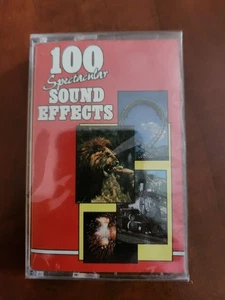 100
Spectacular
SOUND
EFFECTS